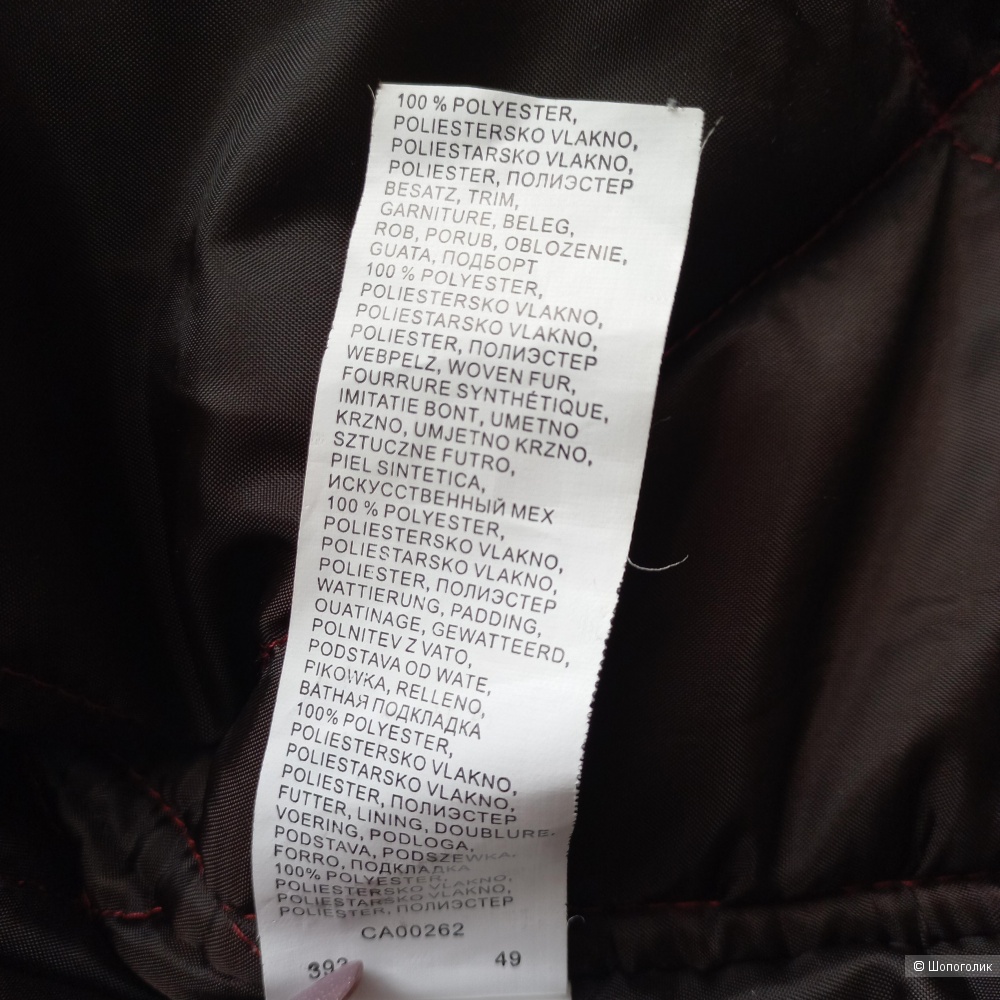 100 % POLYESTER,
POLIESTERSKO VLAKNO,
POLIESTARSKO VLAKNO,
POLIESTER, ПОЛИЭСТЕР
BESATZ, TRIM,
GARNITURE, BELEG,
ROB, PORUB, OBLOZENIE,
GUATA, ПОДБОРТ
100 % POLYESTER,
POLIESTERSKO VLAKNO,
POLIESTARSKO VLAKNO,
POLIESTER, ПОЛИЭСТЕР
WEBPELZ, WOVEN FUR,
FOURRURE SYNTHÉTIQUE,
IMITATIE BONT, UMETNO
KRZNO, UMJETNO KRZNO,
SZTUCZNE FUTRO,
PIEL SINTETICA,
ИСКУССТВЕННЫЙ МЕХ
100 % POLYESTER,
POLIESTERSKO VLAKNO,
POLIESTARSKO VLAKNO,
POLIESTER, ПОЛИЭСТЕР
WATTIERUNG, PADDING,
OUATINAGE, GEWATTEERD,
POLNITEV Z VATO,
PODSTAVA OD WATE,
PIKOWKA, RELLENO,
ВАТНАЯ ПОДКЛАДКА
100% POLYESTER,
POLIESTERSKO VLAKNO,
POLIESTARSKO VLAKNO,
POLIESTER, ПОЛИЭСТЕР
FUTTER, LINING, DOUBLURE,
VOERING, PODLOGA,
PODSTAVA, PODSZEWKA,
FORRO, ПОДКЛАДКА
100% POLYESTER,
POLIESTERSKO VLAKNO,
POLIESTARSKO VLAKNO,
POLIESTER, ПОЛИЭСТЕР
CA00262
49
© Шопоголик